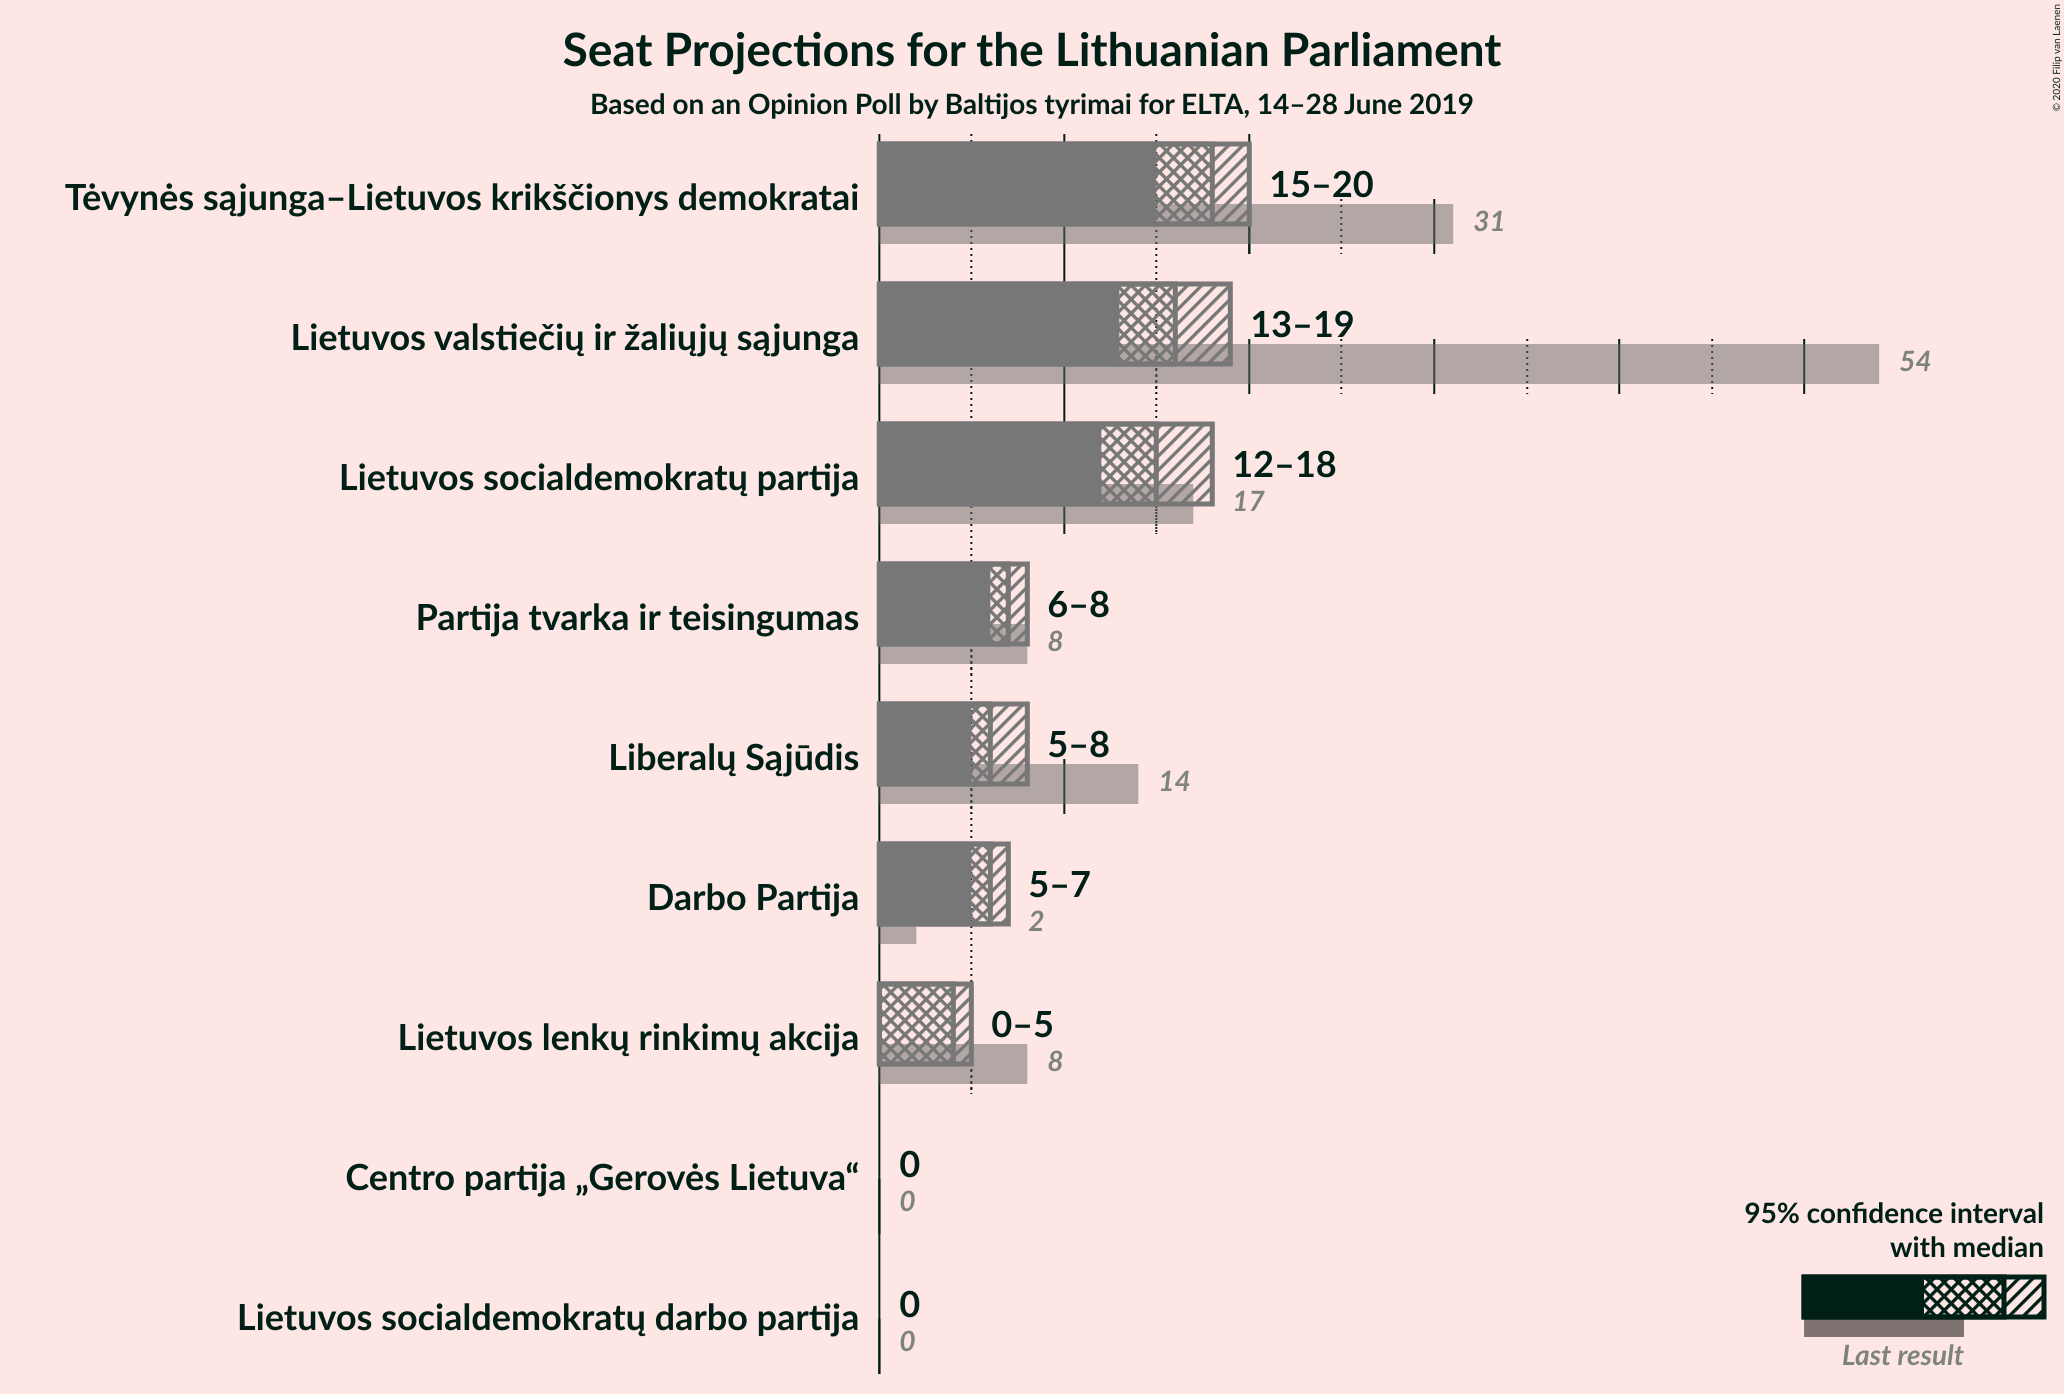 © 2020 Filip van Laenen
Seat Projections for the Lithuanian Parliament
Based on an Opinion Poll by Baltijos tyrimai for ELTA, 14–28 June 2019
Tėvynės sąjunga–Lietuvos krikščionys demokratai
15–20
31
Lietuvos valstiečių ir žaliųjų sąjunga
13–19
54
Lietuvos socialdemokratų partija
12–18
17
Partija tvarka ir teisingumas
6–8
8
Liberalų Sąjūdis
5–8
14
Darbo Partija
5–7
2
Lietuvos lenkų rinkimų akcija
0–5
8
Centro partija „Gerovės Lietuva“
0
0
Lietuvos socialdemokratų darbo partija
0
0
95% confidence interval
with median
Last result